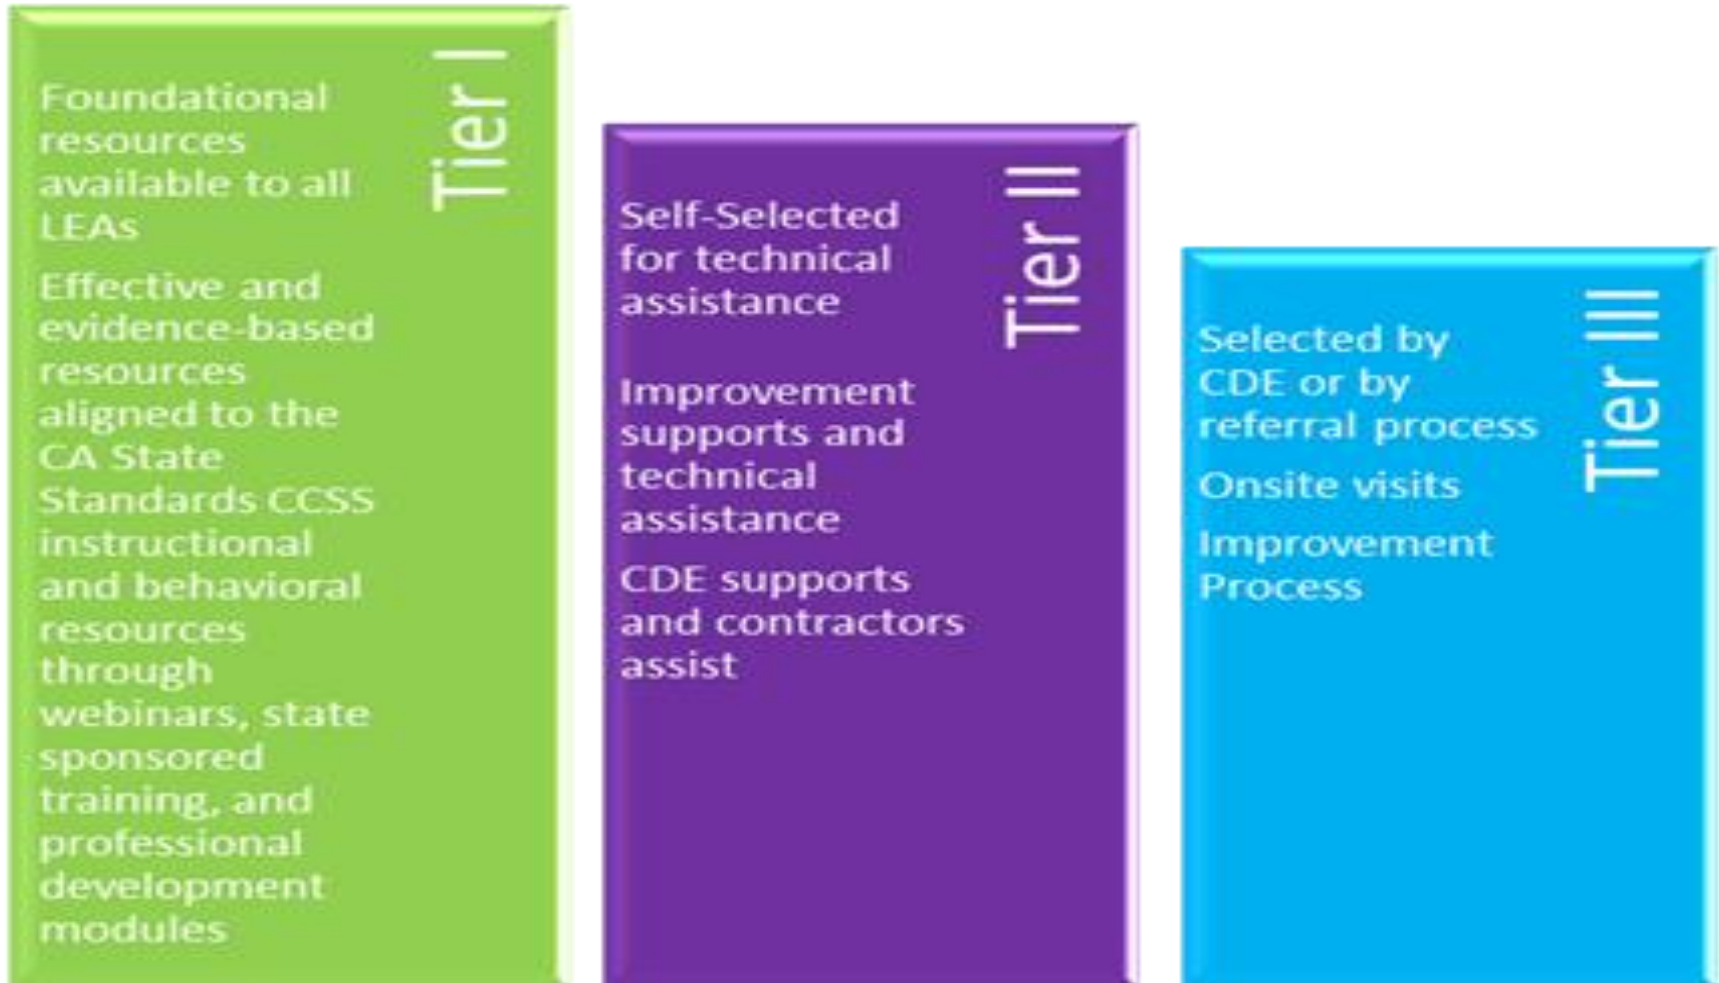 Tier I
Foundational
resources
available to all
LEAs
Effective and
evidence-based
resources
aligned to the
CA State
Standards CCSS
instructional
and behavioral
resources
through
webinars, state
sponsored
training, and
professional
development
modules
Tier II
Self-Selected
for technical
assistance
Improvement
supports and
technical
assistance
CDE supports
and contractors
assist
Tier III
Selected by
CDE or by
referral process
Onsite visits
Improvement
Process